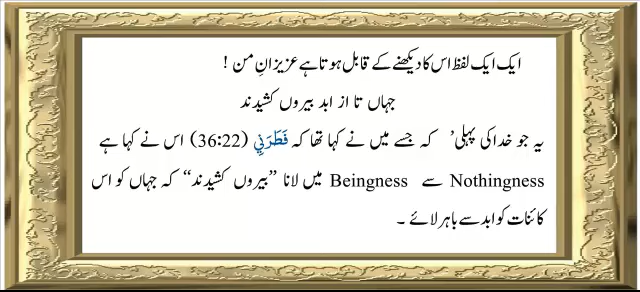 ایک ایک لفظ اس کا دیکھنے کے قابل ہوتا ہے عزیزانِ من !
جہاں تا از ابد بیروں کشیدند
یہ جو خدا کی پہلی’ کہ جسے میں نے کہا تھا کہ فَطَرَنِي (36:22) اس نے کہا ہے
Nothingness سے Beingness میں لانا ”بیروں کشیدند“ کہ جہاں کو اس
کائنات کو ابد سے باہر لائے ۔